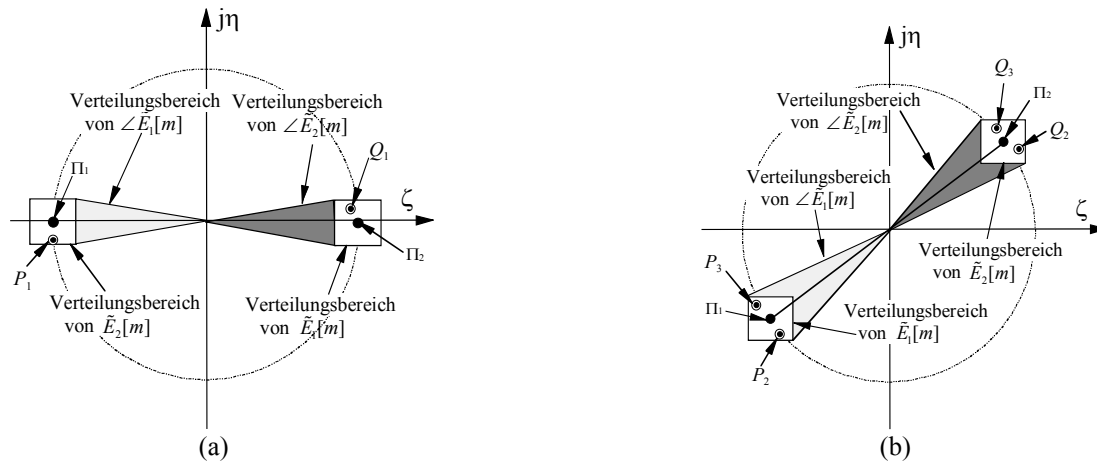 jη
Verteilungsbereich
von ∠Ẽ₁[m]
Verteilungsbereich
von ∠Ẽ₂[m]
Q₁
Π₁
ζ
Π₂
P₁
Verteilungsbereich
von Ẽ₂[m]
Verteilungsbereich
von Ẽ₁[m]
(a)
jη
Q₃
Π₂
Verteilungsbereich
von ∠Ẽ₂[m]
Q₂
Verteilungsbereich
von ∠Ẽ₁[m]
ζ
Verteilungsbereich
von Ẽ₂[m]
P₃
Π₁
Verteilungsbereich
von Ẽ₁[m]
P₂
(b)